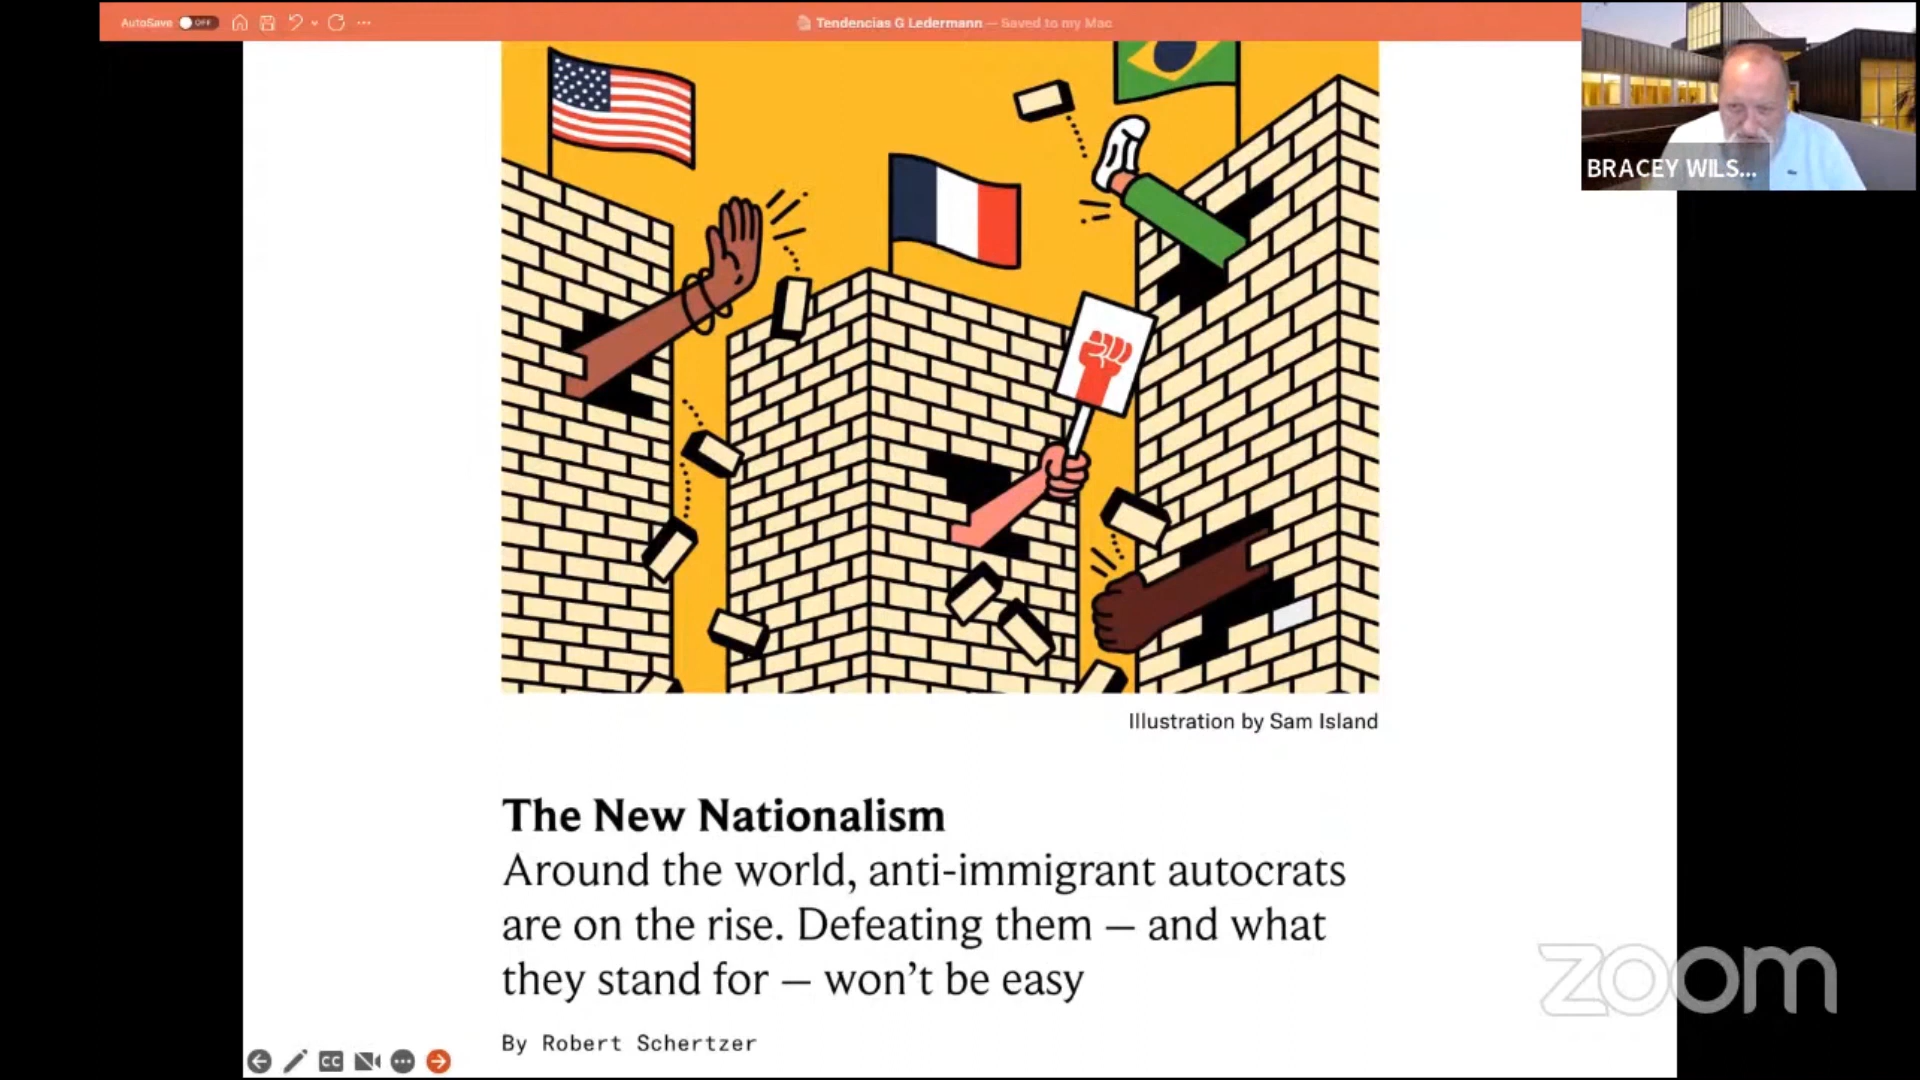 AutoSave OFF
Tendencias G Ledermann — Saved to my Mac
BRACEY WILS...
Illustration by Sam Island
The New Nationalism
Around the world, anti-immigrant autocrats
are on the rise. Defeating them — and what
they stand for — won’t be easy
By Robert Schertzer
CC
zoom